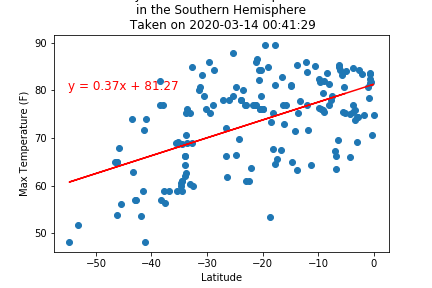 in the Southern Hemisphere
Taken on 2020-03-14 00:41:29
y = 0.37x + 81.27
Max Temperature (F)
90
80
70
60
50
−50
−40
−30
−20
−10
0
Latitude